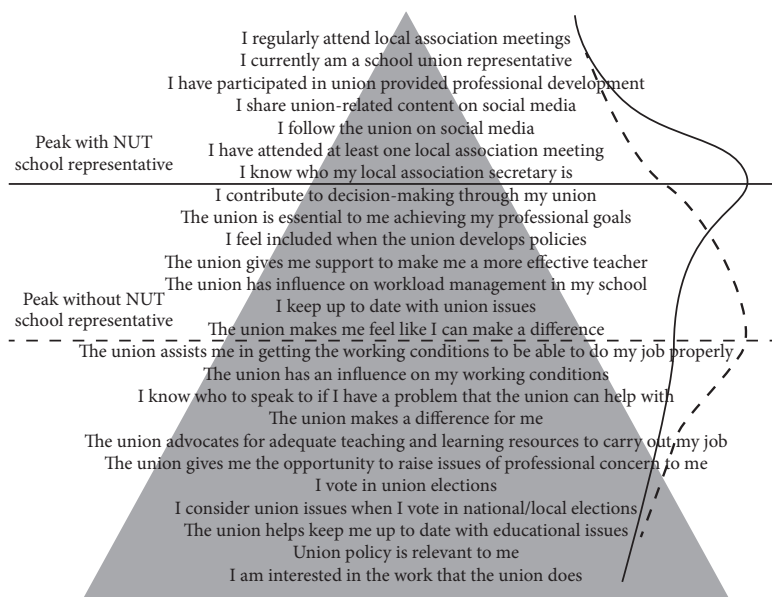 I regularly attend local association meetings
I currently am a school union representative
I have participated in union provided professional development
I share union-related content on social media
I follow the union on social media
I have attended at least one local association meeting
I know who my local association secretary is
Peak with NUT
school representative
I contribute to decision-making through my union
The union is essential to me achieving my professional goals
I feel included when the union develops policies
The union gives me support to make me a more effective teacher
The union has influence on workload management in my school
I keep up to date with union issues
The union makes me feel like I can make a difference
Peak without NUT
school representative
The union assists me in getting the working conditions to be able to do my job properly
The union has an influence on my working conditions
I know who to speak to if I have a problem that the union can help with
The union makes a difference for me
The union advocates for adequate teaching and learning resources to carry out my job
The union gives me the opportunity to raise issues of professional concern to me
I vote in union elections
I consider union issues when I vote in national/local elections
The union helps keep me up to date with educational issues
Union policy is relevant to me
I am interested in the work that the union does